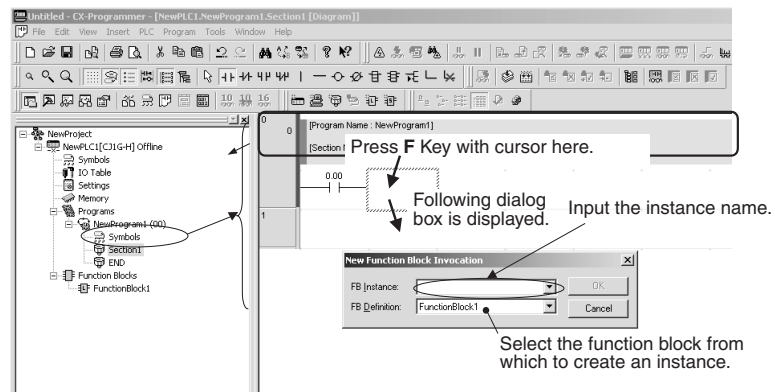 Untitled - CX-Programmer - [NewPLC1.NewProgram1.Section1 [Diagram]]
File Edit View Insert PLC Program Tools Window Help
10 10 16
NewProject
NewPLC1[CJ1G-H] Offline
Symbols
IO Table
Settings
Memory
Programs
NewProgram1 (00)
Symbols
Section1
END
Function Blocks
FunctionBlock1
0
0
[Program Name : NewProgram1]
[Section
Press F Key with cursor here.
0.00
Following dialog
box is displayed.
Input the instance name.
1
New Function Block Invocation
FB Instance:
OK
FB Definition:
FunctionBlock1
Cancel
Select the function block from
which to create an instance.